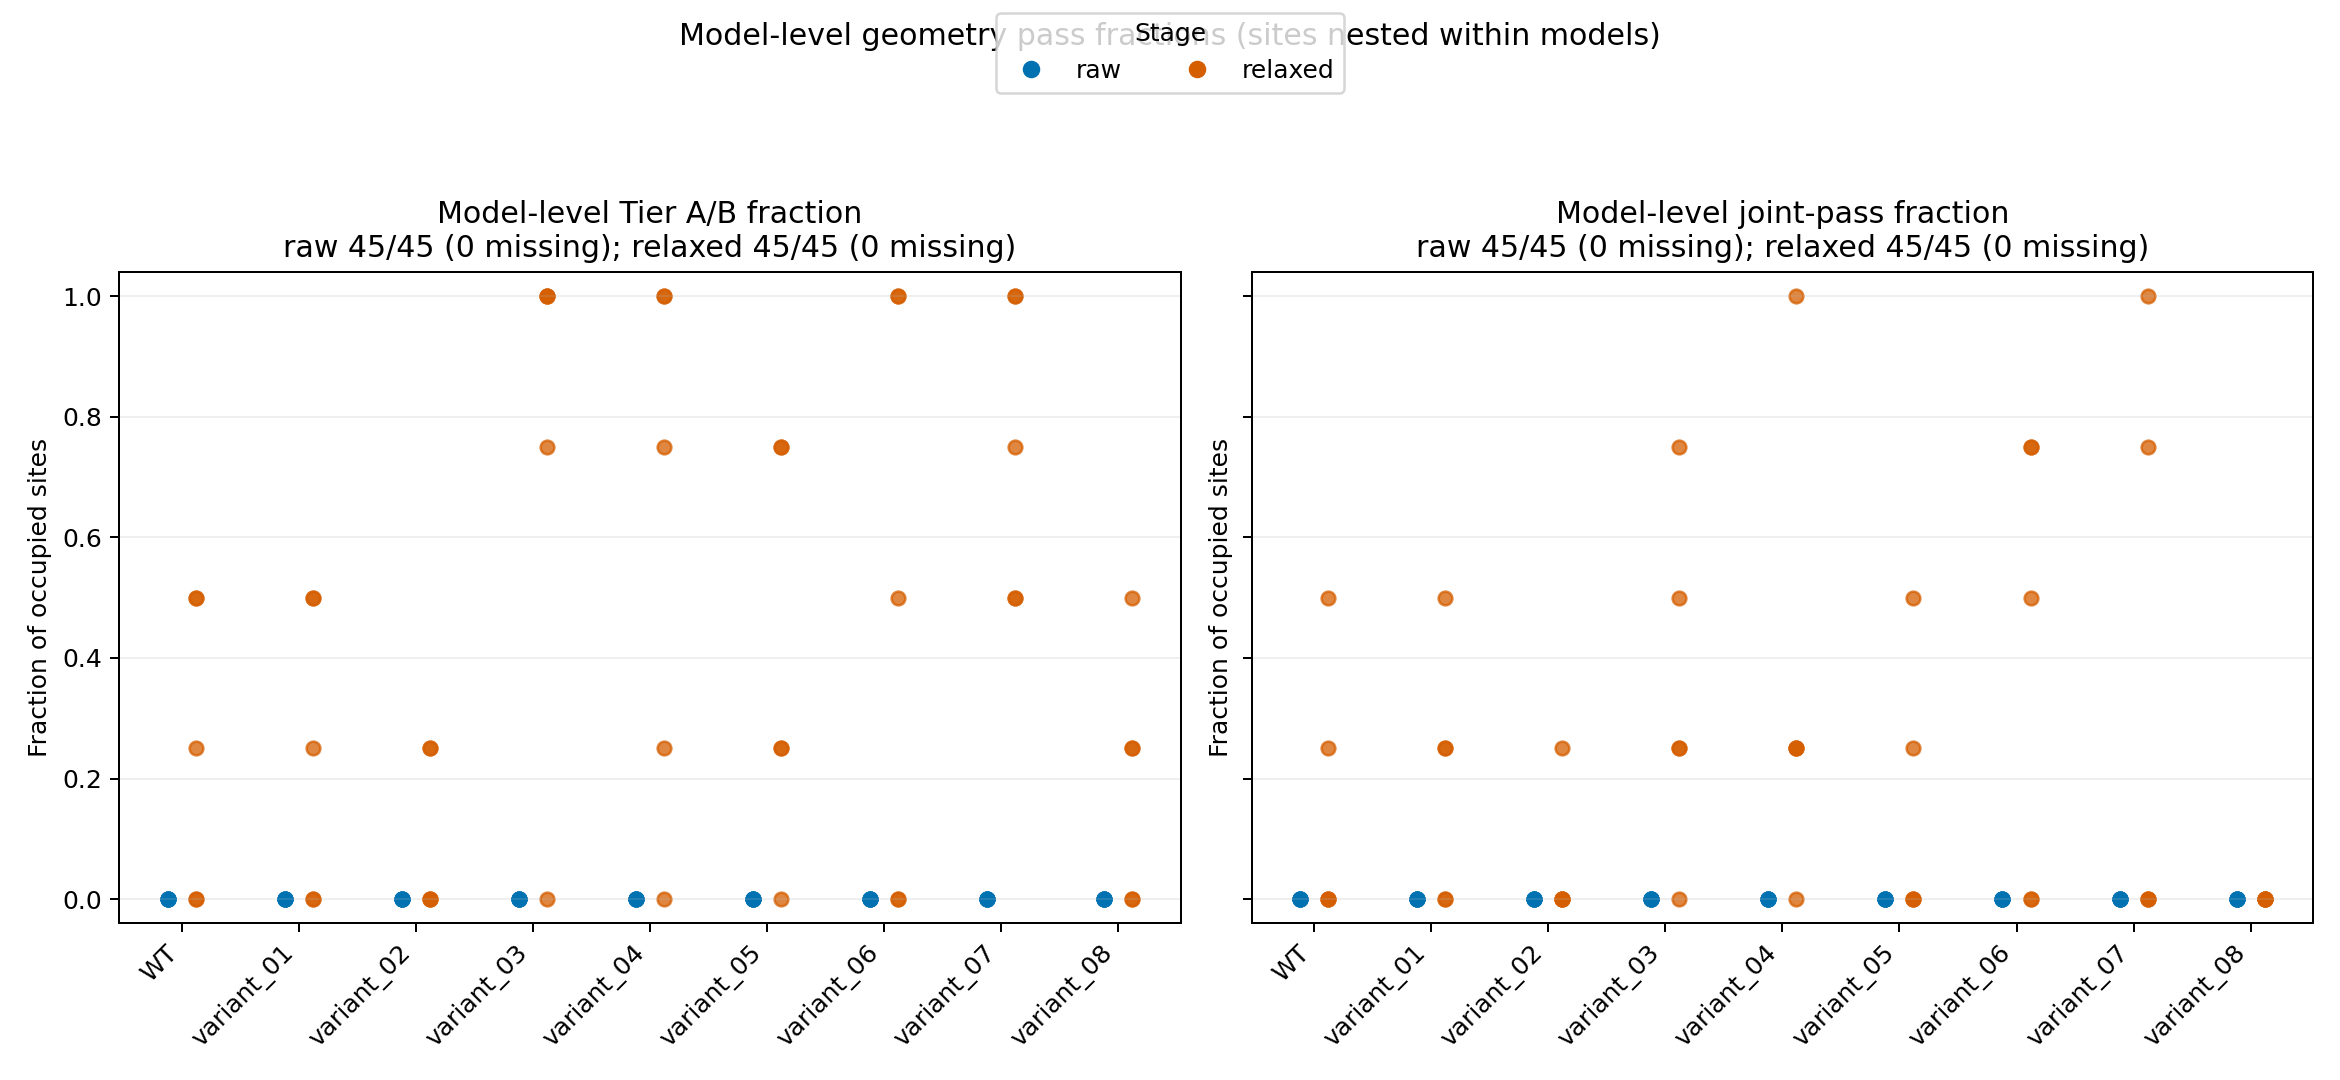 Model-level geometry pass fractions (sites nested within models)
Stage
raw
relaxed
Model-level Tier A/B fraction
raw 45/45 (0 missing); relaxed 45/45 (0 missing)
Fraction of occupied sites
1.0
0.8
0.6
0.4
0.2
0.0
WT
variant_01
variant_02
variant_03
variant_04
variant_05
variant_06
variant_07
variant_08
Model-level joint-pass fraction
raw 45/45 (0 missing); relaxed 45/45 (0 missing)
Fraction of occupied sites
WT
variant_01
variant_02
variant_03
variant_04
variant_05
variant_06
variant_07
variant_08